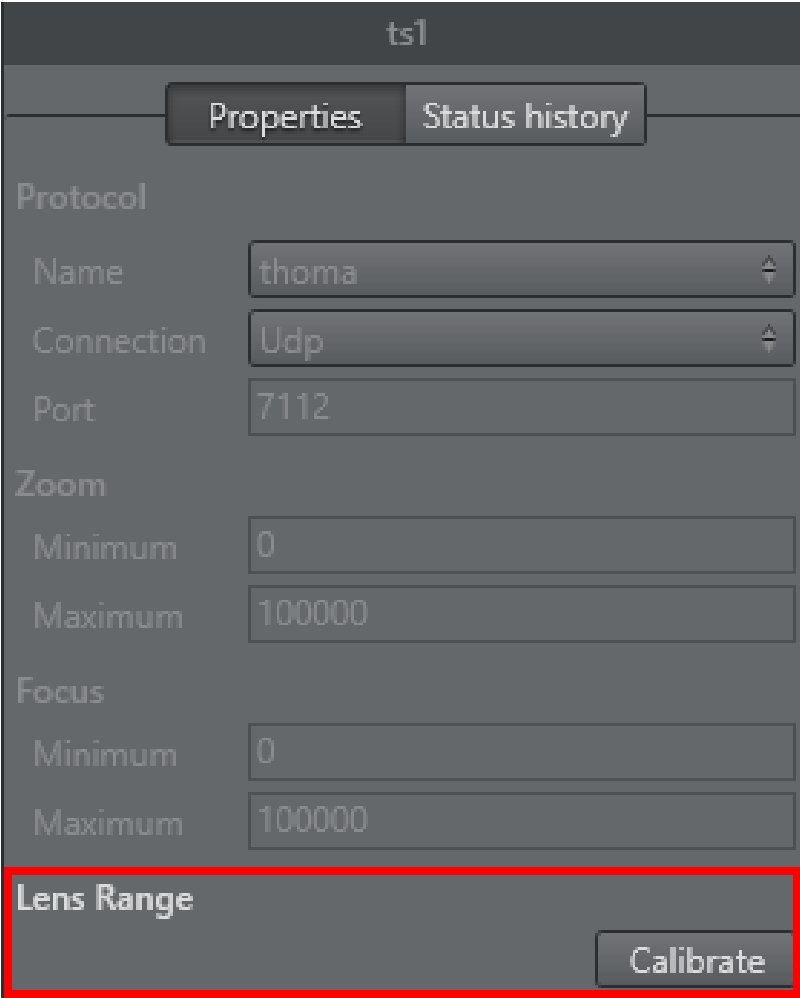 ts1
Properties Status history
Protocol
Name thoma
Connection Udp
Port 7112
Zoom
Minimum 0
Maximum 100000
Focus
Minimum 0
Maximum 100000
Lens Range
Calibrate